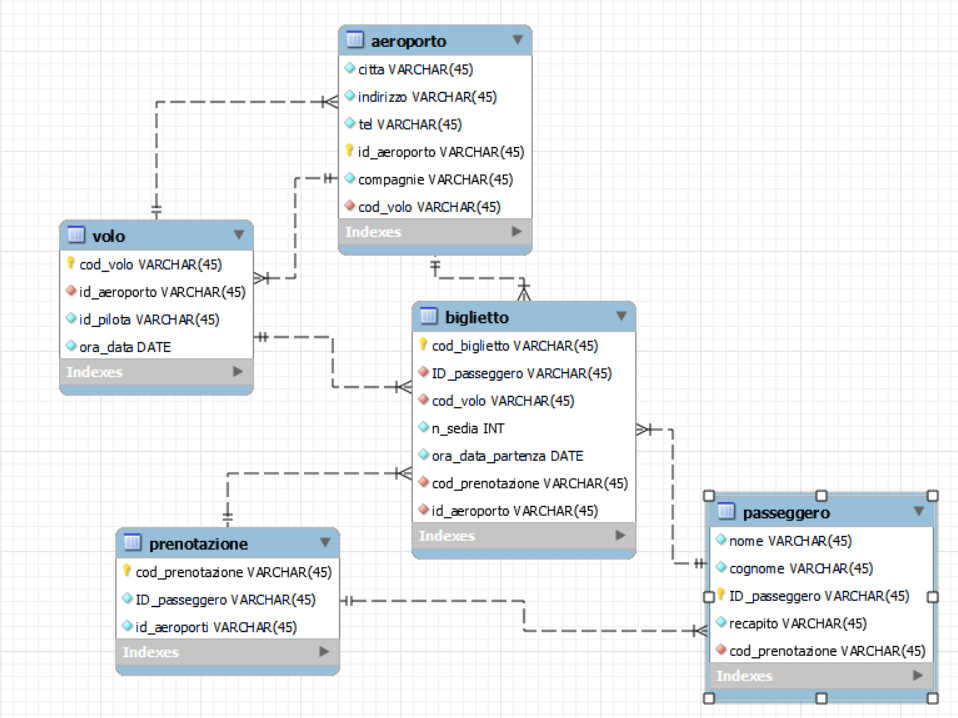 aeroporto
citta VARCHAR(45)
indirizzo VARCHAR(45)
tel VARCHAR(45)
id_aeroporto VARCHAR(45)
compagnie VARCHAR(45)
cod_volo VARCHAR(45)
Indexes
volo
cod_volo VARCHAR(45)
id_aeroporto VARCHAR(45)
id_pilota VARCHAR(45)
ora_data DATE
Indexes
biglietto
cod_biglietto VARCHAR(45)
ID_passeggero VARCHAR(45)
cod_volo VARCHAR(45)
n_sedia INT
ora_data_partenza DATE
cod_prenotazione VARCHAR(45)
id_aeroporto VARCHAR(45)
Indexes
prenotazione
cod_prenotazione VARCHAR(45)
ID_passeggero VARCHAR(45)
id_aeroporti VARCHAR(45)
Indexes
passeggero
nome VARCHAR(45)
cognome VARCHAR(45)
ID_passeggero VARCHAR(45)
recapito VARCHAR(45)
cod_prenotazione VARCHAR(45)
Indexes